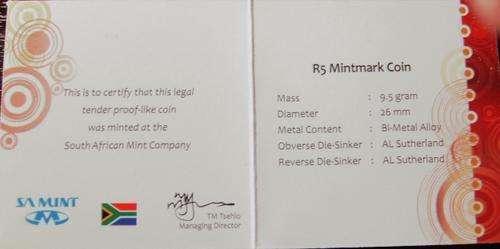 This is to certify that this legal
tender proof-like coin
was minted at the
South African Mint Company
SA MINT
TM Tsehlo
Managing Director
R5 Mintmark Coin
Mass : 9.5 gram
Diameter : 26 mm
Metal Content : Bi-Metal Alloy
Obverse Die-Sinker : AL Sutherland
Reverse Die-Sinker : AL Sutherland